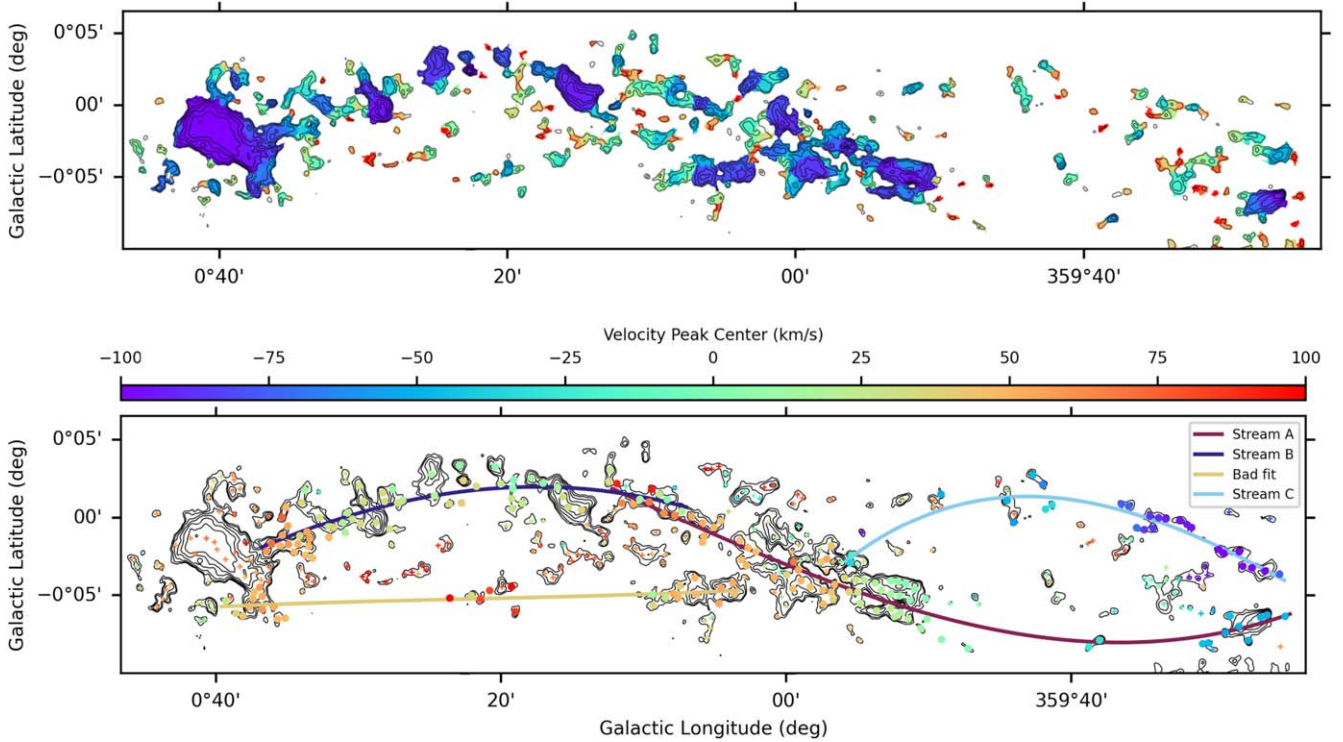 Galactic Latitude (deg)
0°05'
00'
−0°05'
0°40'
20'
00'
359°40'
Velocity Peak Center (km/s)
−100
−75
−50
−25
0
25
50
75
100
Galactic Latitude (deg)
0°05'
00'
−0°05'
Stream A
Stream B
Bad fit
Stream C
0°40'
20'
00'
359°40'
Galactic Longitude (deg)